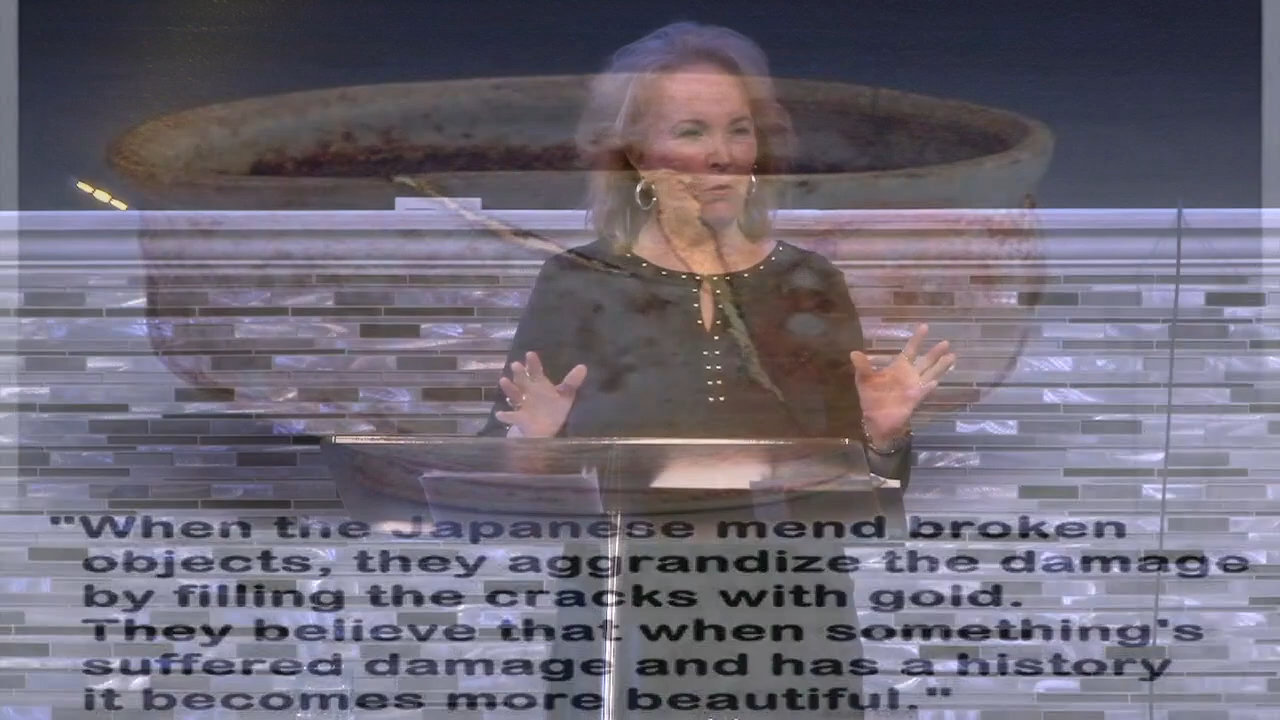 "When the Japanese mend broken
objects, they aggrandize the damage
by filling the cracks with gold.
They believe that when something's
suffered damage and has a history
it becomes more beautiful."